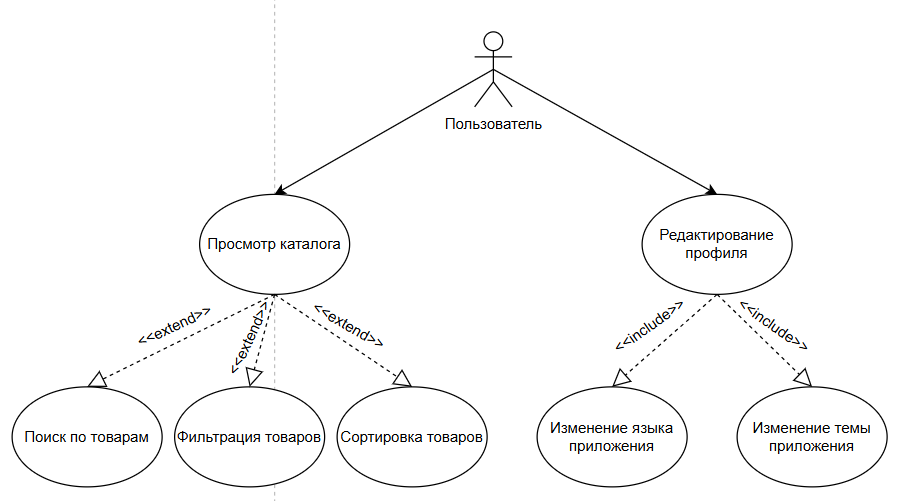 Пользователь
Просмотр каталога
Редактирование
профиля
<<extend>>
<<extend>>
<<extend>>
<<include>>
<<include>>
Поиск по товарам
Фильтрация товаров
Сортировка товаров
Изменение языка
приложения
Изменение темы
приложения